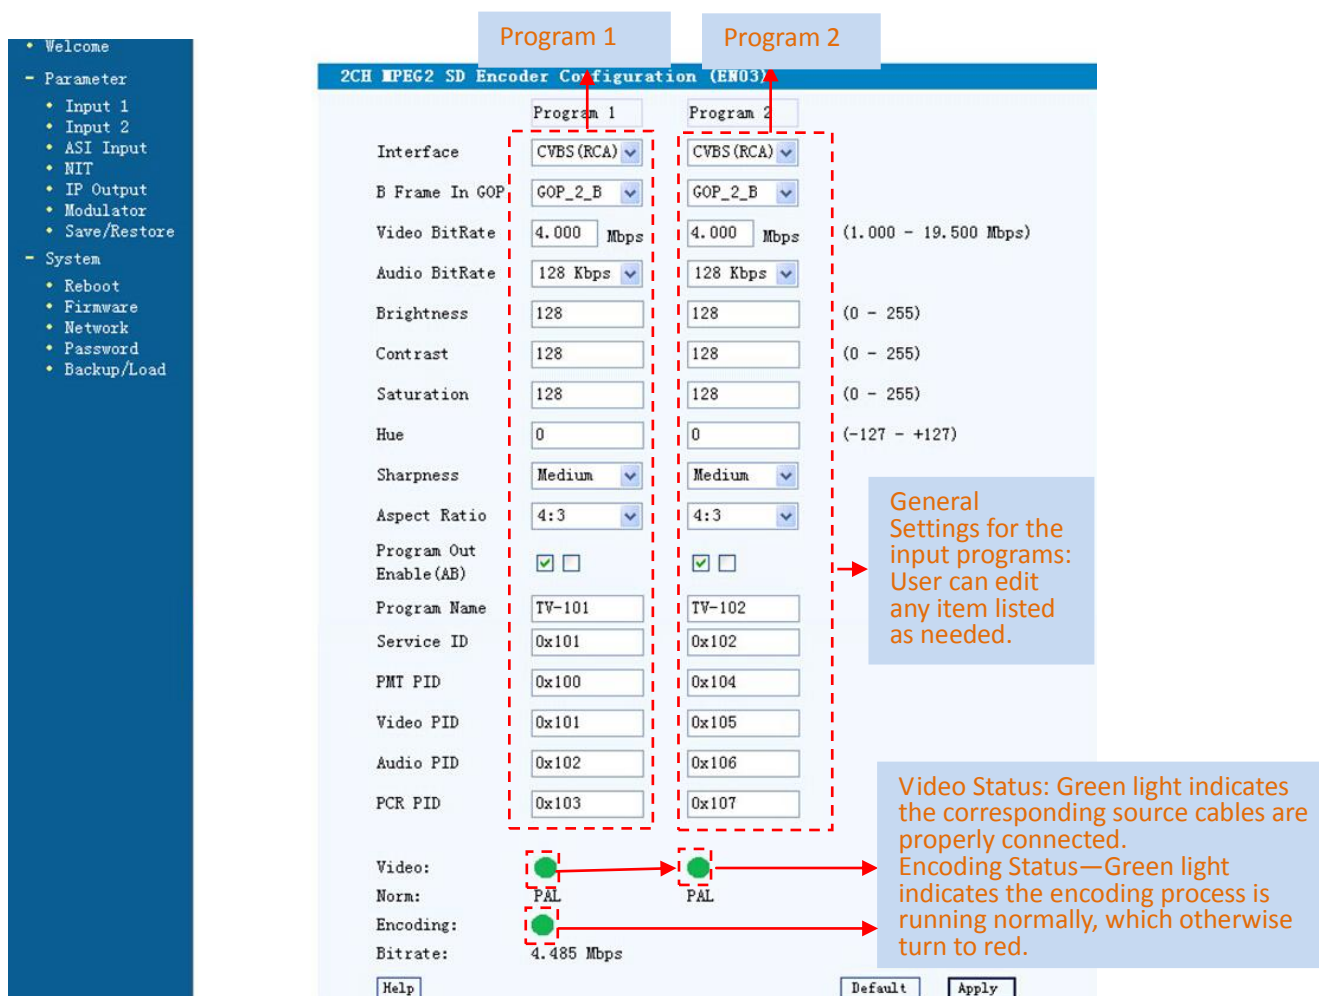 Program 1
Program 2
Welcome
Parameter
Input 1
Input 2
ASI Input
NIT
IP Output
Modulator
Save/Restore
System
Reboot
Firmware
Network
Password
Backup/Load
2CH MPEG2 SD Encoder Configuration (EN03)
Program 1 Program 2
Interface CVBS(RCA) CVBS(RCA)
B Frame In GOP GOP_2_B GOP_2_B
Video BitRate 4.000 Mbps 4.000 Mbps (1.000 - 19.500 Mbps)
Audio BitRate 128 Kbps 128 Kbps
Brightness 128 128 (0 - 255)
Contrast 128 128 (0 - 255)
Saturation 128 128 (0 - 255)
Hue 0 0 (-127 - +127)
Sharpness Medium Medium
Aspect Ratio 4:3 4:3
Program Out
Enable(AB)
Program Name TV-101 TV-102
Service ID 0x101 0x102
PMT PID 0x100 0x104
Video PID 0x101 0x105
Audio PID 0x102 0x106
PCR PID 0x103 0x107
Video:
Norm: PAL PAL
Encoding:
Bitrate: 4.485 Mbps
Help Default Apply
General
Settings for the
input programs:
User can edit
any item listed
as needed.
Video Status: Green light indicates
the corresponding source cables are
properly connected.
Encoding Status—Green light
indicates the encoding process is
running normally, which otherwise
turn to red.